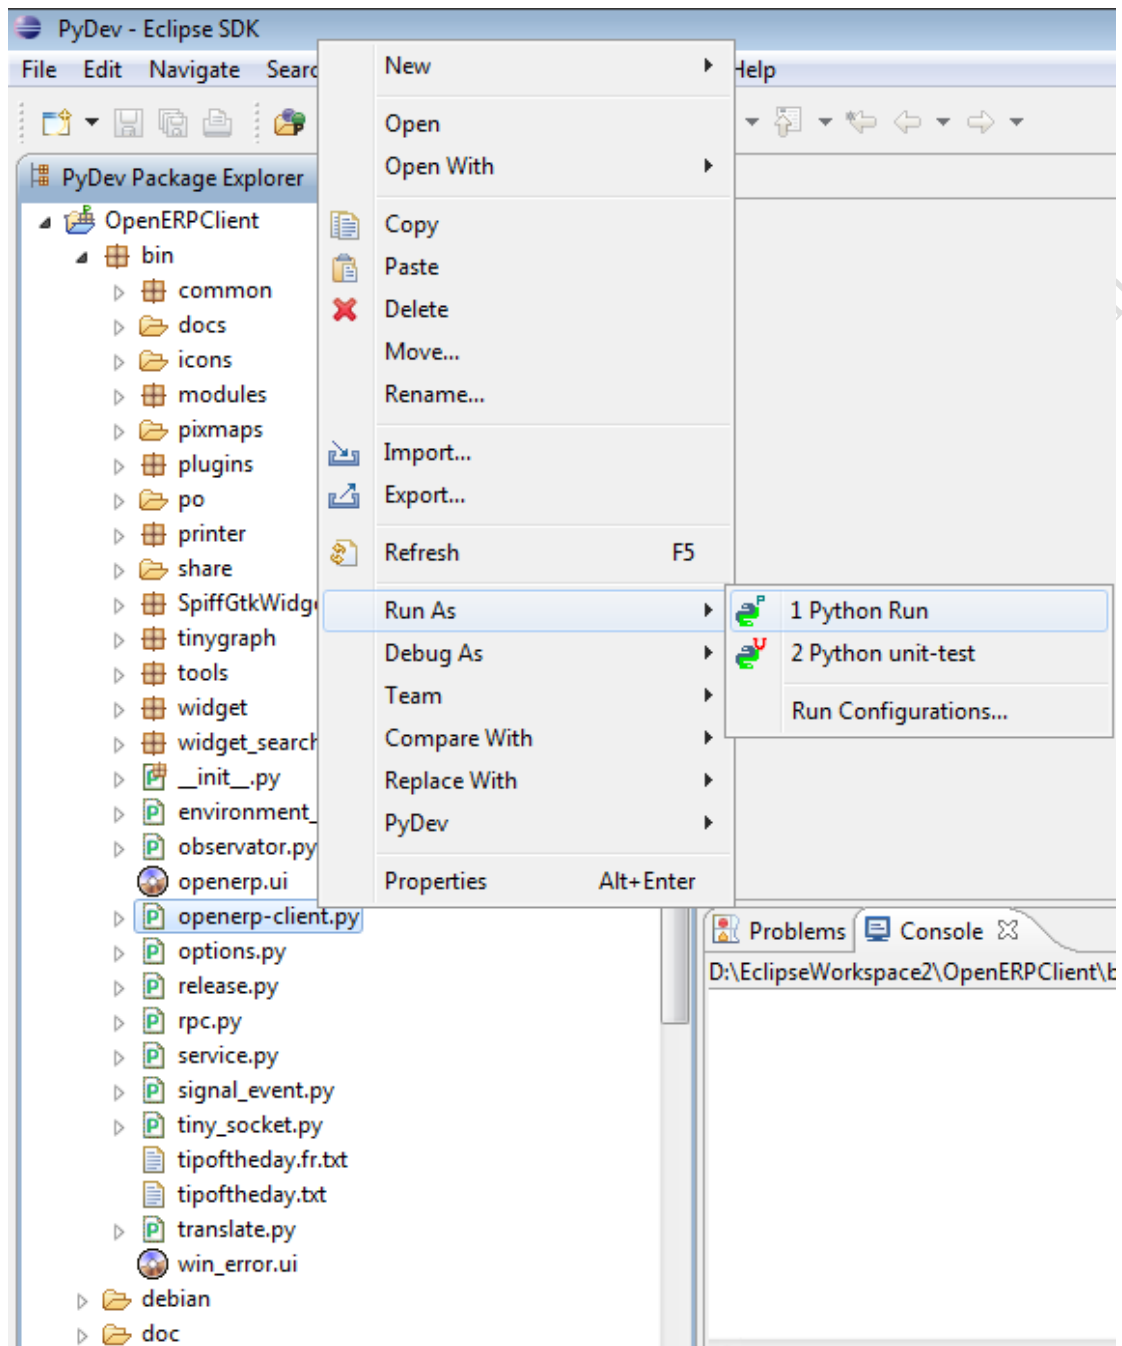 PyDev - Eclipse SDK
File Edit Navigate Help
PyDev Package Explorer
OpenERPClient
bin
common
docs
icons
modules
pixmaps
plugins
po
printer
share
tinygraph
tools
widget
widget_search
__init__.py
environment_
observator.py
openerp.ui
openerp-client.py
options.py
release.py
rpc.py
service.py
signal_event.py
tiny_socket.py
tipoftheday.fr.txt
tipoftheday.txt
translate.py
win_error.ui
debian
doc
New
Open
Open With
Copy
Paste
Delete
Move...
Rename...
Import...
Export...
Refresh F5
Run As
Debug As
Team
Compare With
Replace With
PyDev
Properties Alt+Enter
1 Python Run
2 Python unit-test
Run Configurations...
Problems Console
D:\EclipseWorkspace2\OpenERPClient\b